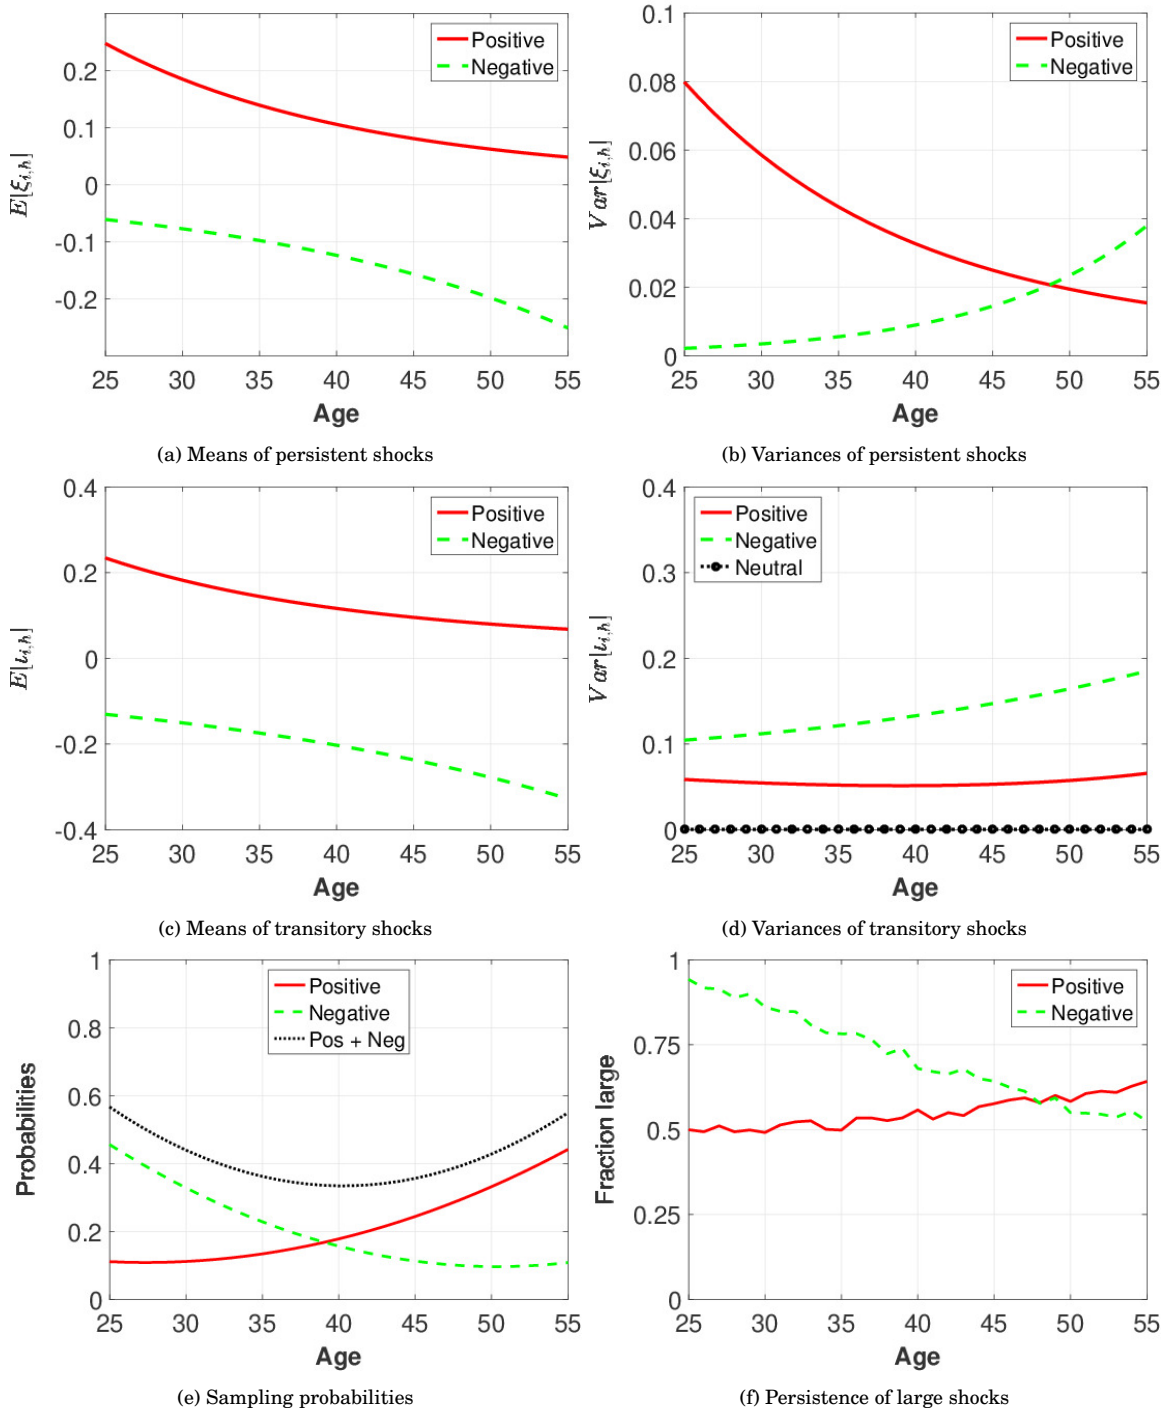 Positive
Negative
0.2
0.1
0
-0.1
-0.2
E[ξi,h]
25 30 35 40 45 50 55
Age
(a) Means of persistent shocks
Positive
Negative
0.1
0.08
0.06
0.04
0.02
0
Var[ξi,h]
25 30 35 40 45 50 55
Age
(b) Variances of persistent shocks
Positive
Negative
0.4
0.2
0
-0.2
-0.4
E[ιi,h]
25 30 35 40 45 50 55
Age
(c) Means of transitory shocks
Positive
Negative
Neutral
0.4
0.3
0.2
0.1
0
Var[ιi,h]
25 30 35 40 45 50 55
Age
(d) Variances of transitory shocks
Positive
Negative
Pos + Neg
1
0.8
0.6
0.4
0.2
0
Probabilities
25 30 35 40 45 50 55
Age
(e) Sampling probabilities
Positive
Negative
1
0.75
0.5
0.25
0
Fraction large
25 30 35 40 45 50 55
Age
(f) Persistence of large shocks